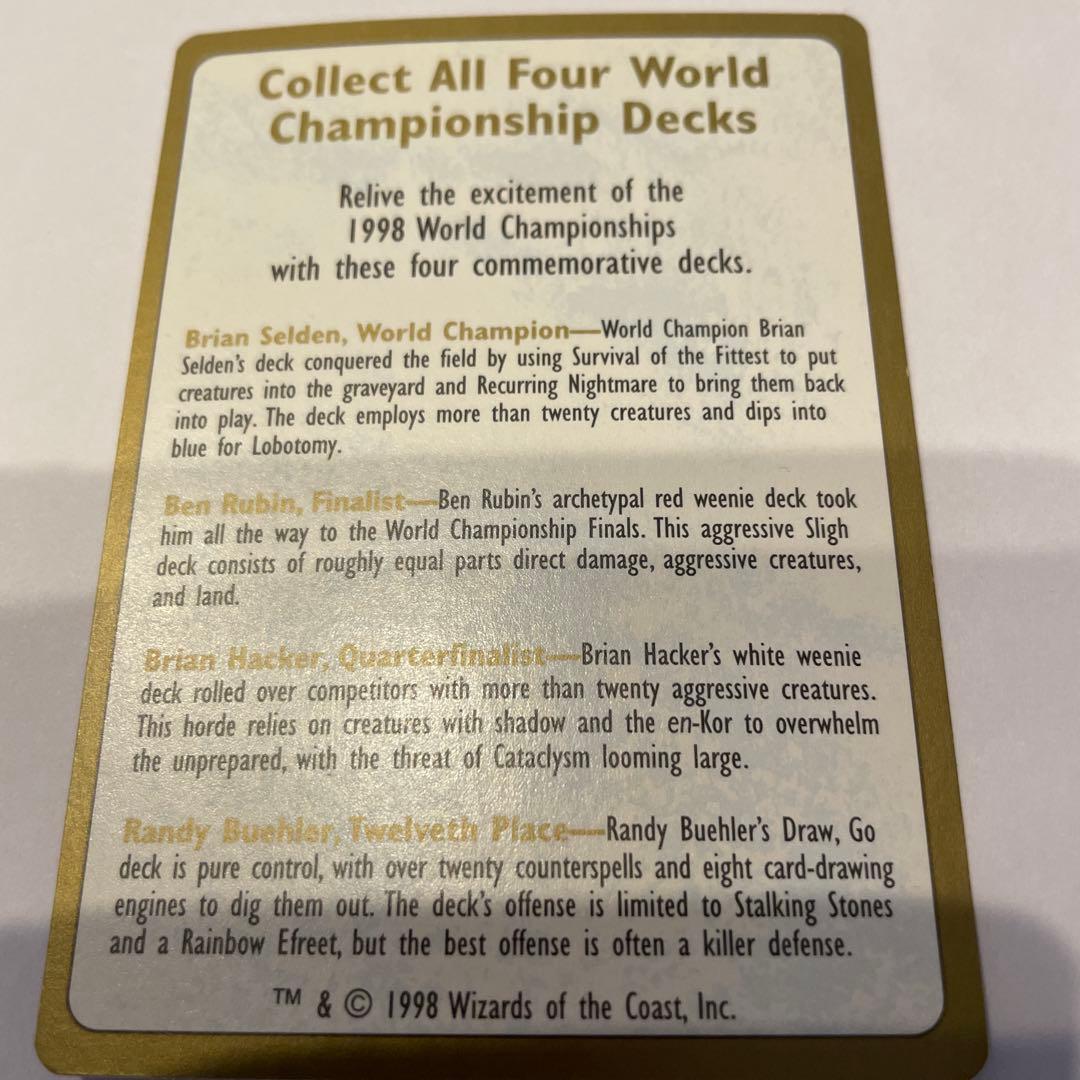 Collect All Four World
Championship Decks
Relive the excitement of the
1998 World Championships
with these four commemorative decks.
Brian Selden, World Champion—World Champion Brian
Selden's deck conquered the field by using Survival of the Fittest to put
creatures into the graveyard and Recurring Nightmare to bring them back
into play. The deck employs more than twenty creatures and dips into
blue for Lobotomy.
Ben Rubin, Finalist—Ben Rubin's archetypal red weenie deck took
him all the way to the World Championship Finals. This aggressive Sligh
deck consists of roughly equal parts direct damage, aggressive creatures,
and land.
Brian Hacker, Quarterfinalist—Brian Hacker's white weenie
deck rolled over competitors with more than twenty aggressive creatures.
This horde relies on creatures with shadow and the en-Kor to overwhelm
the unprepared, with the threat of Cataclysm looming large.
Randy Buehler, Twelveth Place—Randy Buehler's Draw, Go
deck is pure control, with over twenty counterspells and eight card-drawing
engines to dig them out. The deck's offense is limited to Stalking Stones
and a Rainbow Efreet, but the best offense is often a killer defense.
™ & © 1998 Wizards of the Coast, Inc.